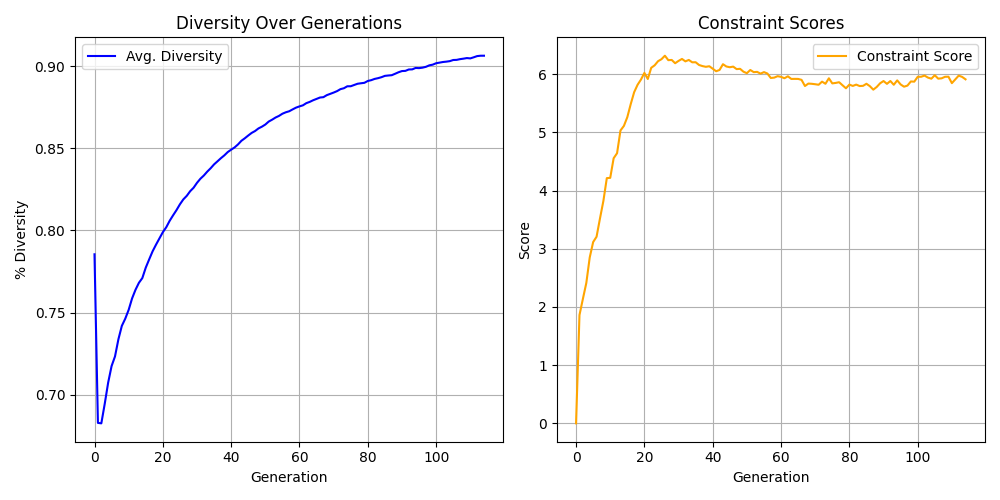 Diversity Over Generations
Avg. Diversity
% Diversity
0.90
0.85
0.80
0.75
0.70
0 20 40 60 80 100
Generation
Constraint Scores
Constraint Score
Score
6
5
4
3
2
1
0
0 20 40 60 80 100
Generation